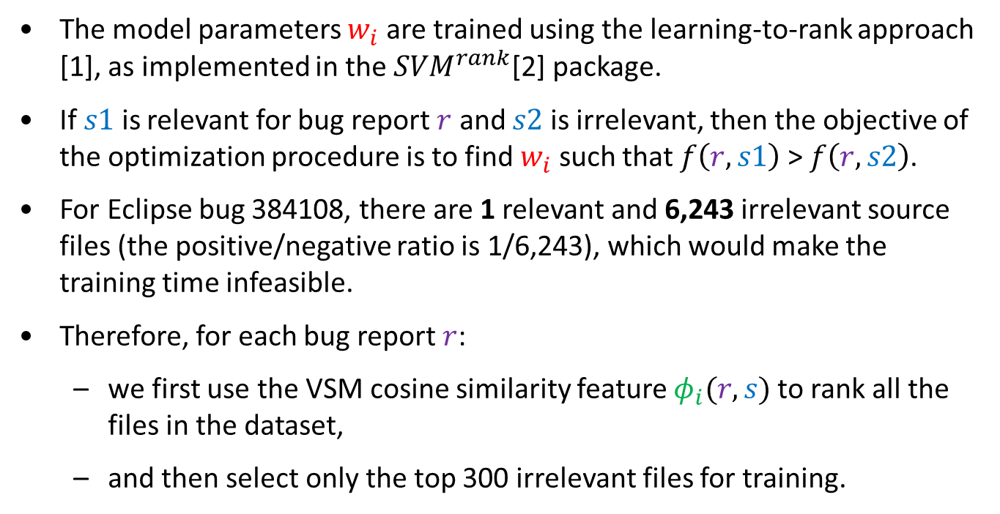 • The model parameters wᵢ are trained using the learning-to-rank approach
[1], as implemented in the SVMʳᵃⁿᵏ[2] package.
• If s1 is relevant for bug report r and s2 is irrelevant, then the objective of
the optimization procedure is to find wᵢ such that f(r, s1) > f(r, s2).
• For Eclipse bug 384108, there are 1 relevant and 6,243 irrelevant source
files (the positive/negative ratio is 1/6,243), which would make the
training time infeasible.
• Therefore, for each bug report r:
– we first use the VSM cosine similarity feature ϕᵢ(r, s) to rank all the
files in the dataset,
– and then select only the top 300 irrelevant files for training.